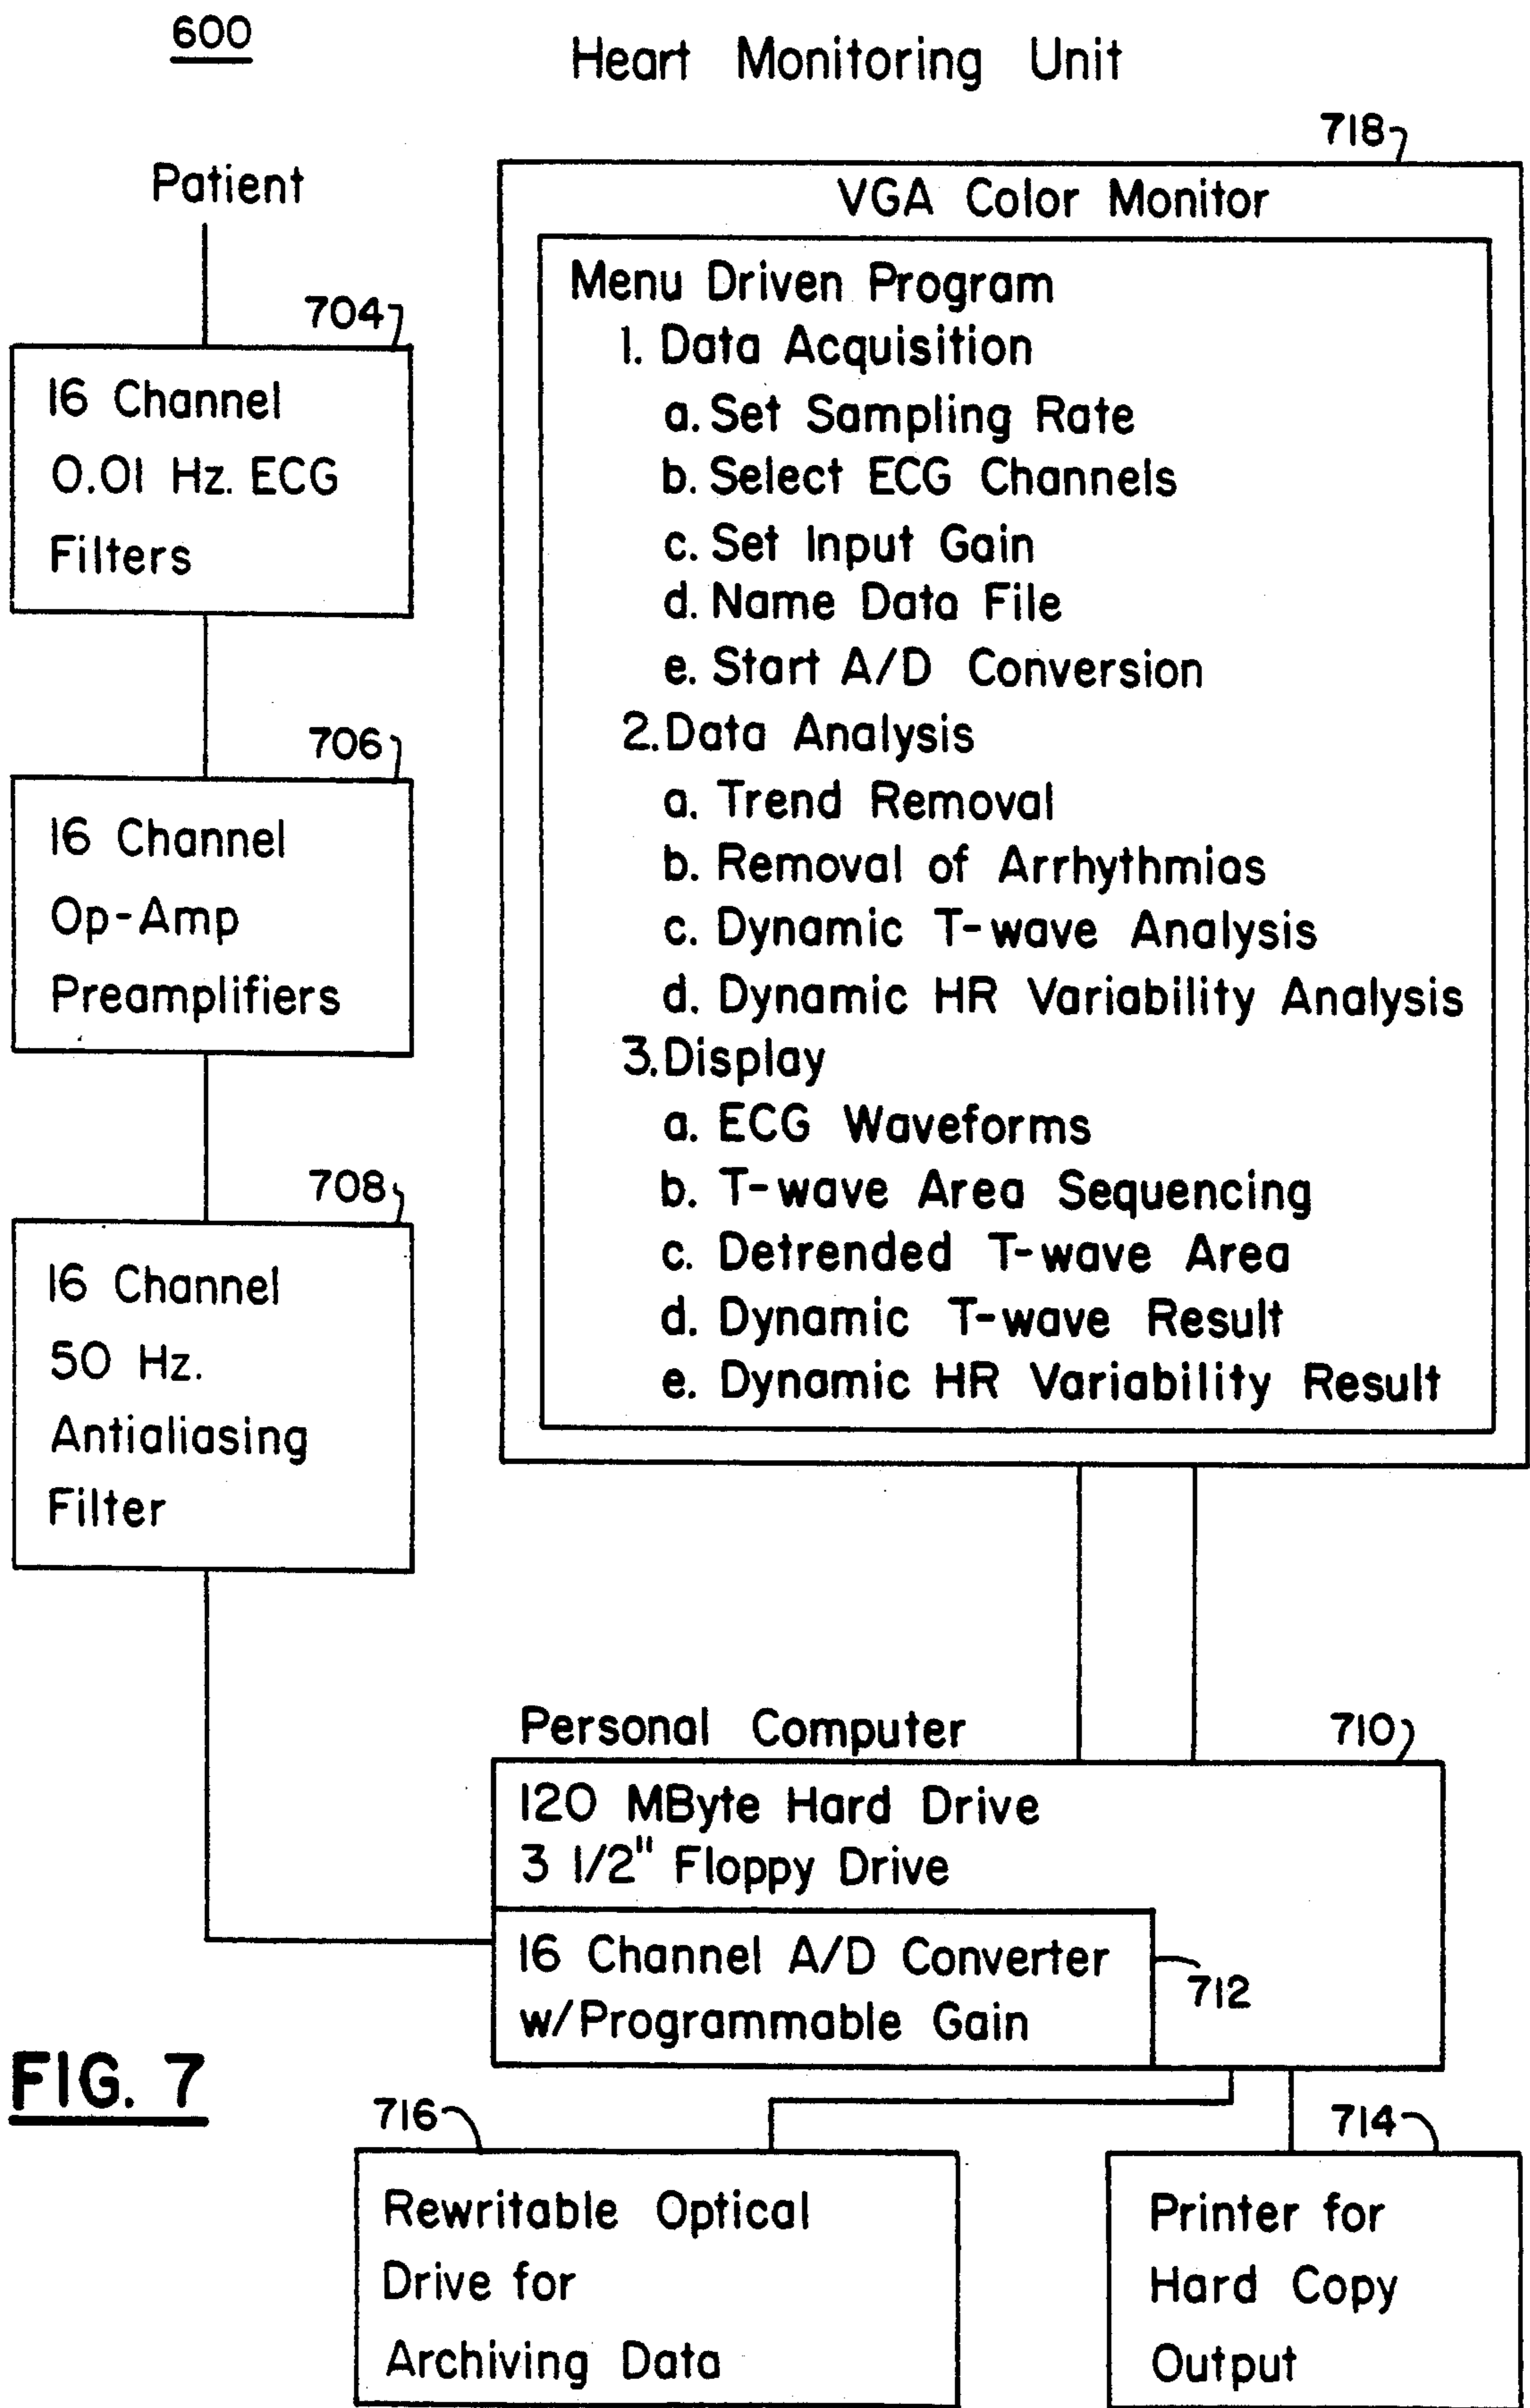 600
Heart Monitoring Unit
Patient
704
16 Channel
0.01 Hz. ECG
Filters
706
16 Channel
Op-Amp
Preamplifiers
708
16 Channel
50 Hz.
Antialiasing
Filter
718
VGA Color Monitor
Menu Driven Program
1. Data Acquisition
a. Set Sampling Rate
b. Select ECG Channels
c. Set Input Gain
d. Name Data File
e. Start A/D Conversion
2. Data Analysis
a. Trend Removal
b. Removal of Arrhythmias
c. Dynamic T-wave Analysis
d. Dynamic HR Variability Analysis
3. Display
a. ECG Waveforms
b. T-wave Area Sequencing
c. Detrended T-wave Area
d. Dynamic T-wave Result
e. Dynamic HR Variability Result
Personal Computer
710
120 MByte Hard Drive
3 1/2" Floppy Drive
16 Channel A/D Converter
w/Programmable Gain
712
FIG. 7
716
Rewritable Optical
Drive for
Archiving Data
714
Printer for
Hard Copy
Output